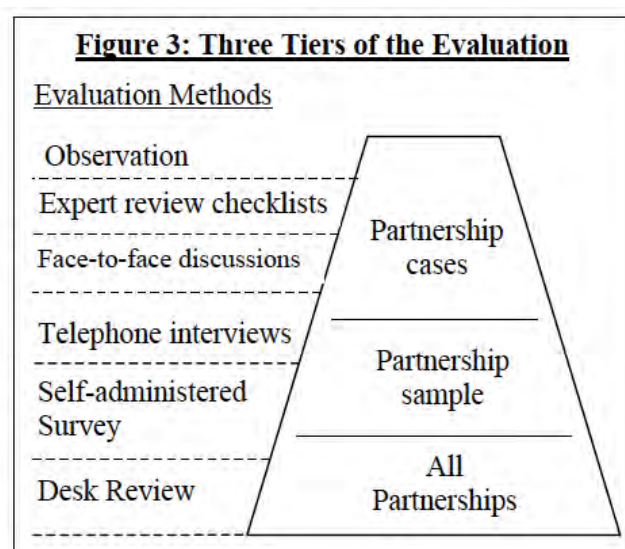 Figure 3: Three Tiers of the Evaluation
Evaluation Methods
Observation
Expert review checklists
Face-to-face discussions
Telephone interviews
Self-administered
Survey
Desk Review
Partnership
cases
Partnership
sample
All
Partnerships